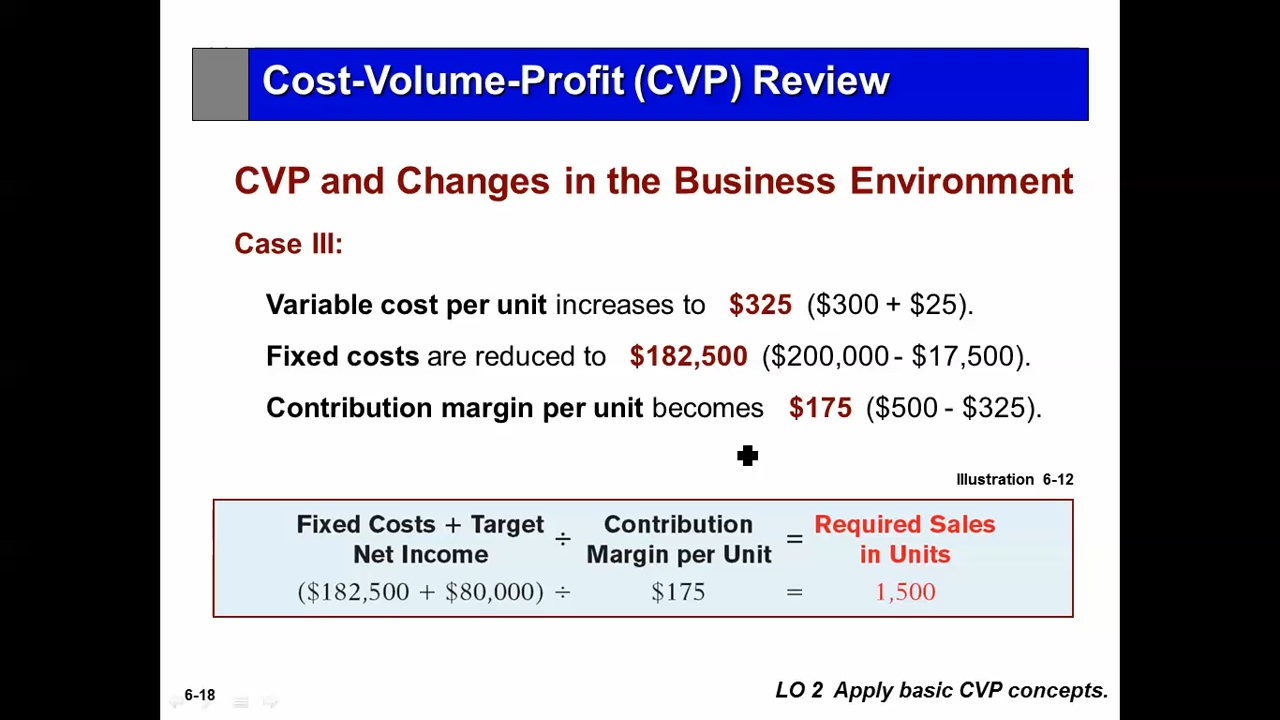 Cost-Volume-Profit (CVP) Review
CVP and Changes in the Business Environment
Case III:
Variable cost per unit increases to $325 ($300 + $25).
Fixed costs are reduced to $182,500 ($200,000 - $17,500).
Contribution margin per unit becomes $175 ($500 - $325).
Illustration 6-12
Fixed Costs + Target Net Income ÷ Contribution Margin per Unit = Required Sales in Units
($182,500 + $80,000) ÷ $175 = 1,500
6-18
LO 2 Apply basic CVP concepts.